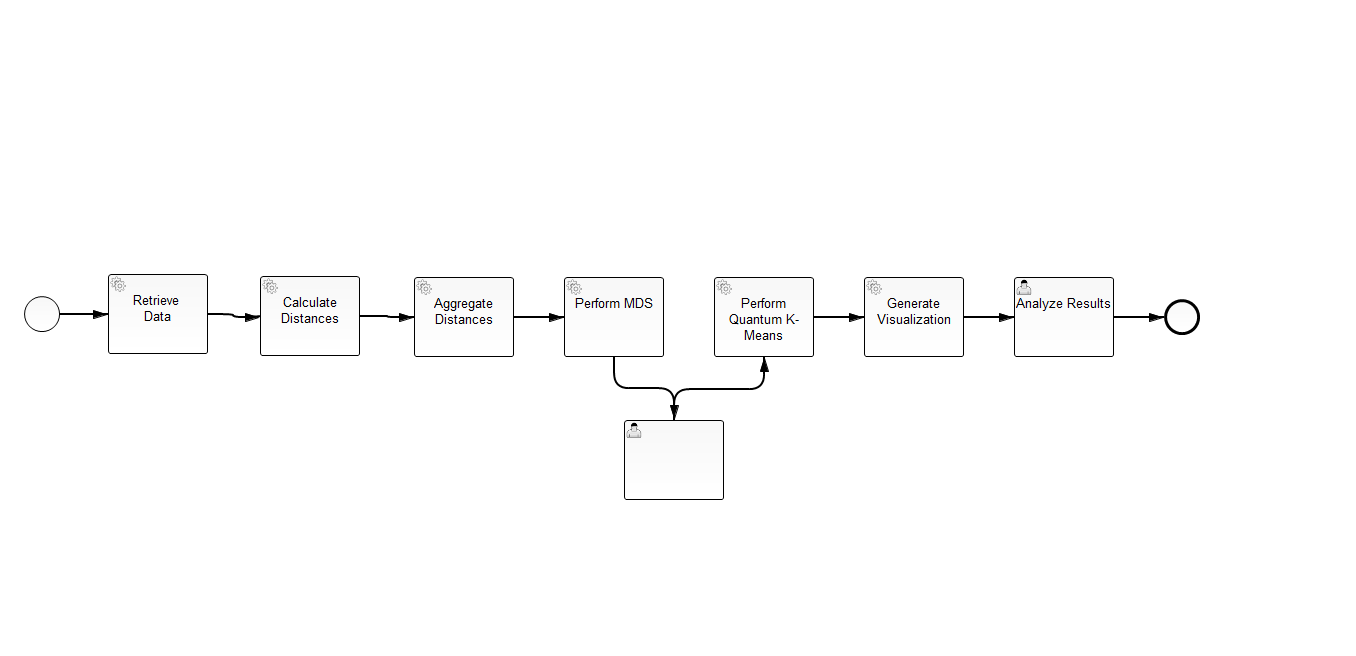 Retrieve
Data
Calculate
Distances
Aggregate
Distances
Perform MDS
Perform
Quantum K-
Means
Generate
Visualization
Analyze Results